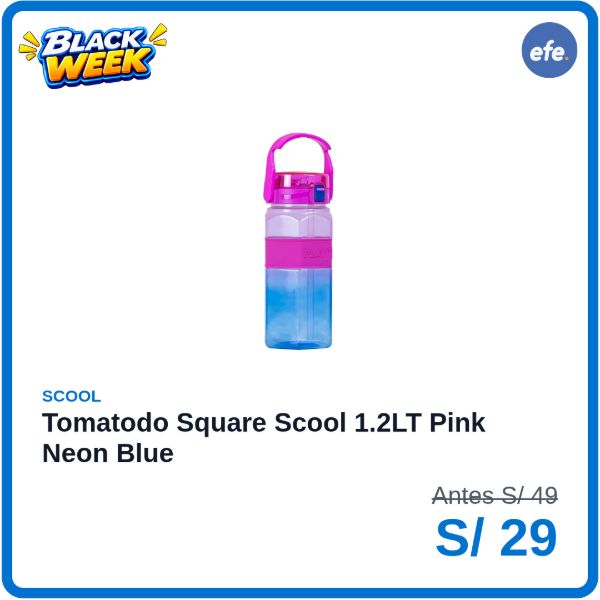 BLACK
WEEK
efe.
SCOOL
Tomatodo Square Scool 1.2LT Pink
Neon Blue
Antes S/ 49
S/ 29